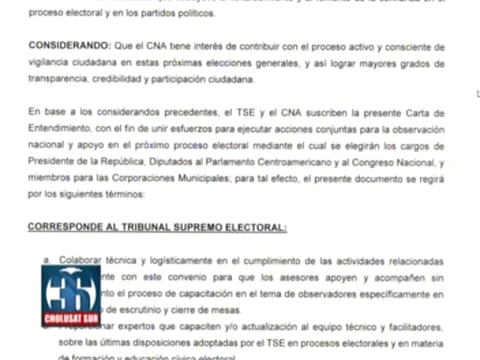 proceso electoral y en los partidos políticos.
CONSIDERANDO: Que el CNA tiene interés de contribuir con el proceso activo y consciente de
vigilancia ciudadana en estas próximas elecciones generales, y así lograr mayores grados de
transparencia, credibilidad y participación ciudadana.
En base a los considerandos precedentes, el TSE y el CNA suscriben la presente Carta de
Entendimiento, con el fin de unir esfuerzos para ejecutar acciones conjuntas para la observación
nacional y apoyo en el próximo proceso electoral mediante el cual se elegirán los cargos de
Presidente de la República, Diputados al Parlamento Centroamericano y al Congreso Nacional, y
miembros para las Corporaciones Municipales; para tal efecto, el presente documento se regirá
por los siguientes términos:
CORRESPONDE AL TRIBUNAL SUPREMO ELECTORAL:
a. Colaborar técnica y logísticamente en el cumplimiento de las actividades relacionadas
con este convenio para que los asesores apoyen y acompañen sin
el proceso de capacitación en el tema de observadores específicamente en
de escrutinio y cierre de mesas.
expertos que capaciten y/o actualización al equipo técnico y facilitadores,
sobre las últimas disposiciones adoptadas por el TSE en procesos electorales y en materia
de formación y educación cívica electoral.
36
CHOLUSAT SUR